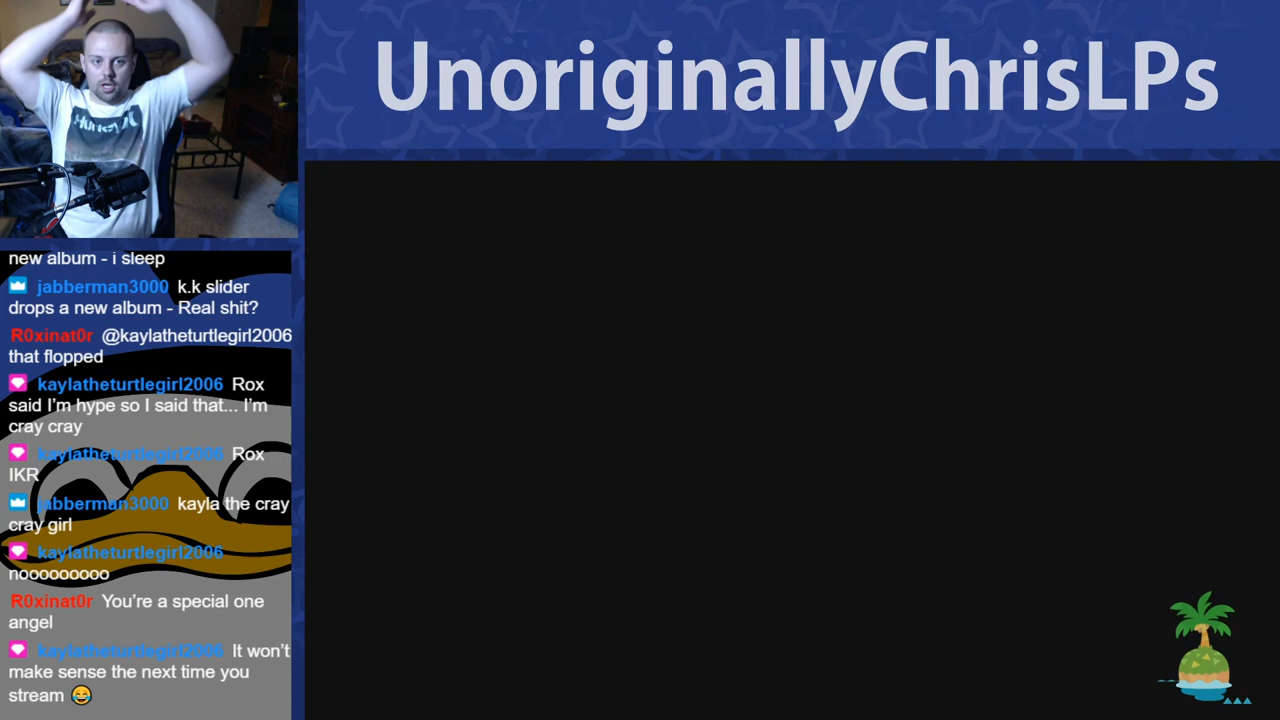 UnoriginallyChrisLPs
Hurley
new album - i sleep
jabberman3000 k.k slider
drops a new album - Real shit?
R0xinat0r @kaylatheturtlegirl2006
that flopped
kaylatheturtlegirl2006 Rox
said I’m hype so I said that... I’m
cray cray
kaylatheturtlegirl2006 Rox
IKR
jabberman3000 kayla the cray
cray girl
kaylatheturtlegirl2006
nooooooooo
R0xinat0r You’re a special one
angel
kaylatheturtlegirl2006 It won’t
make sense the next time you
stream 😂